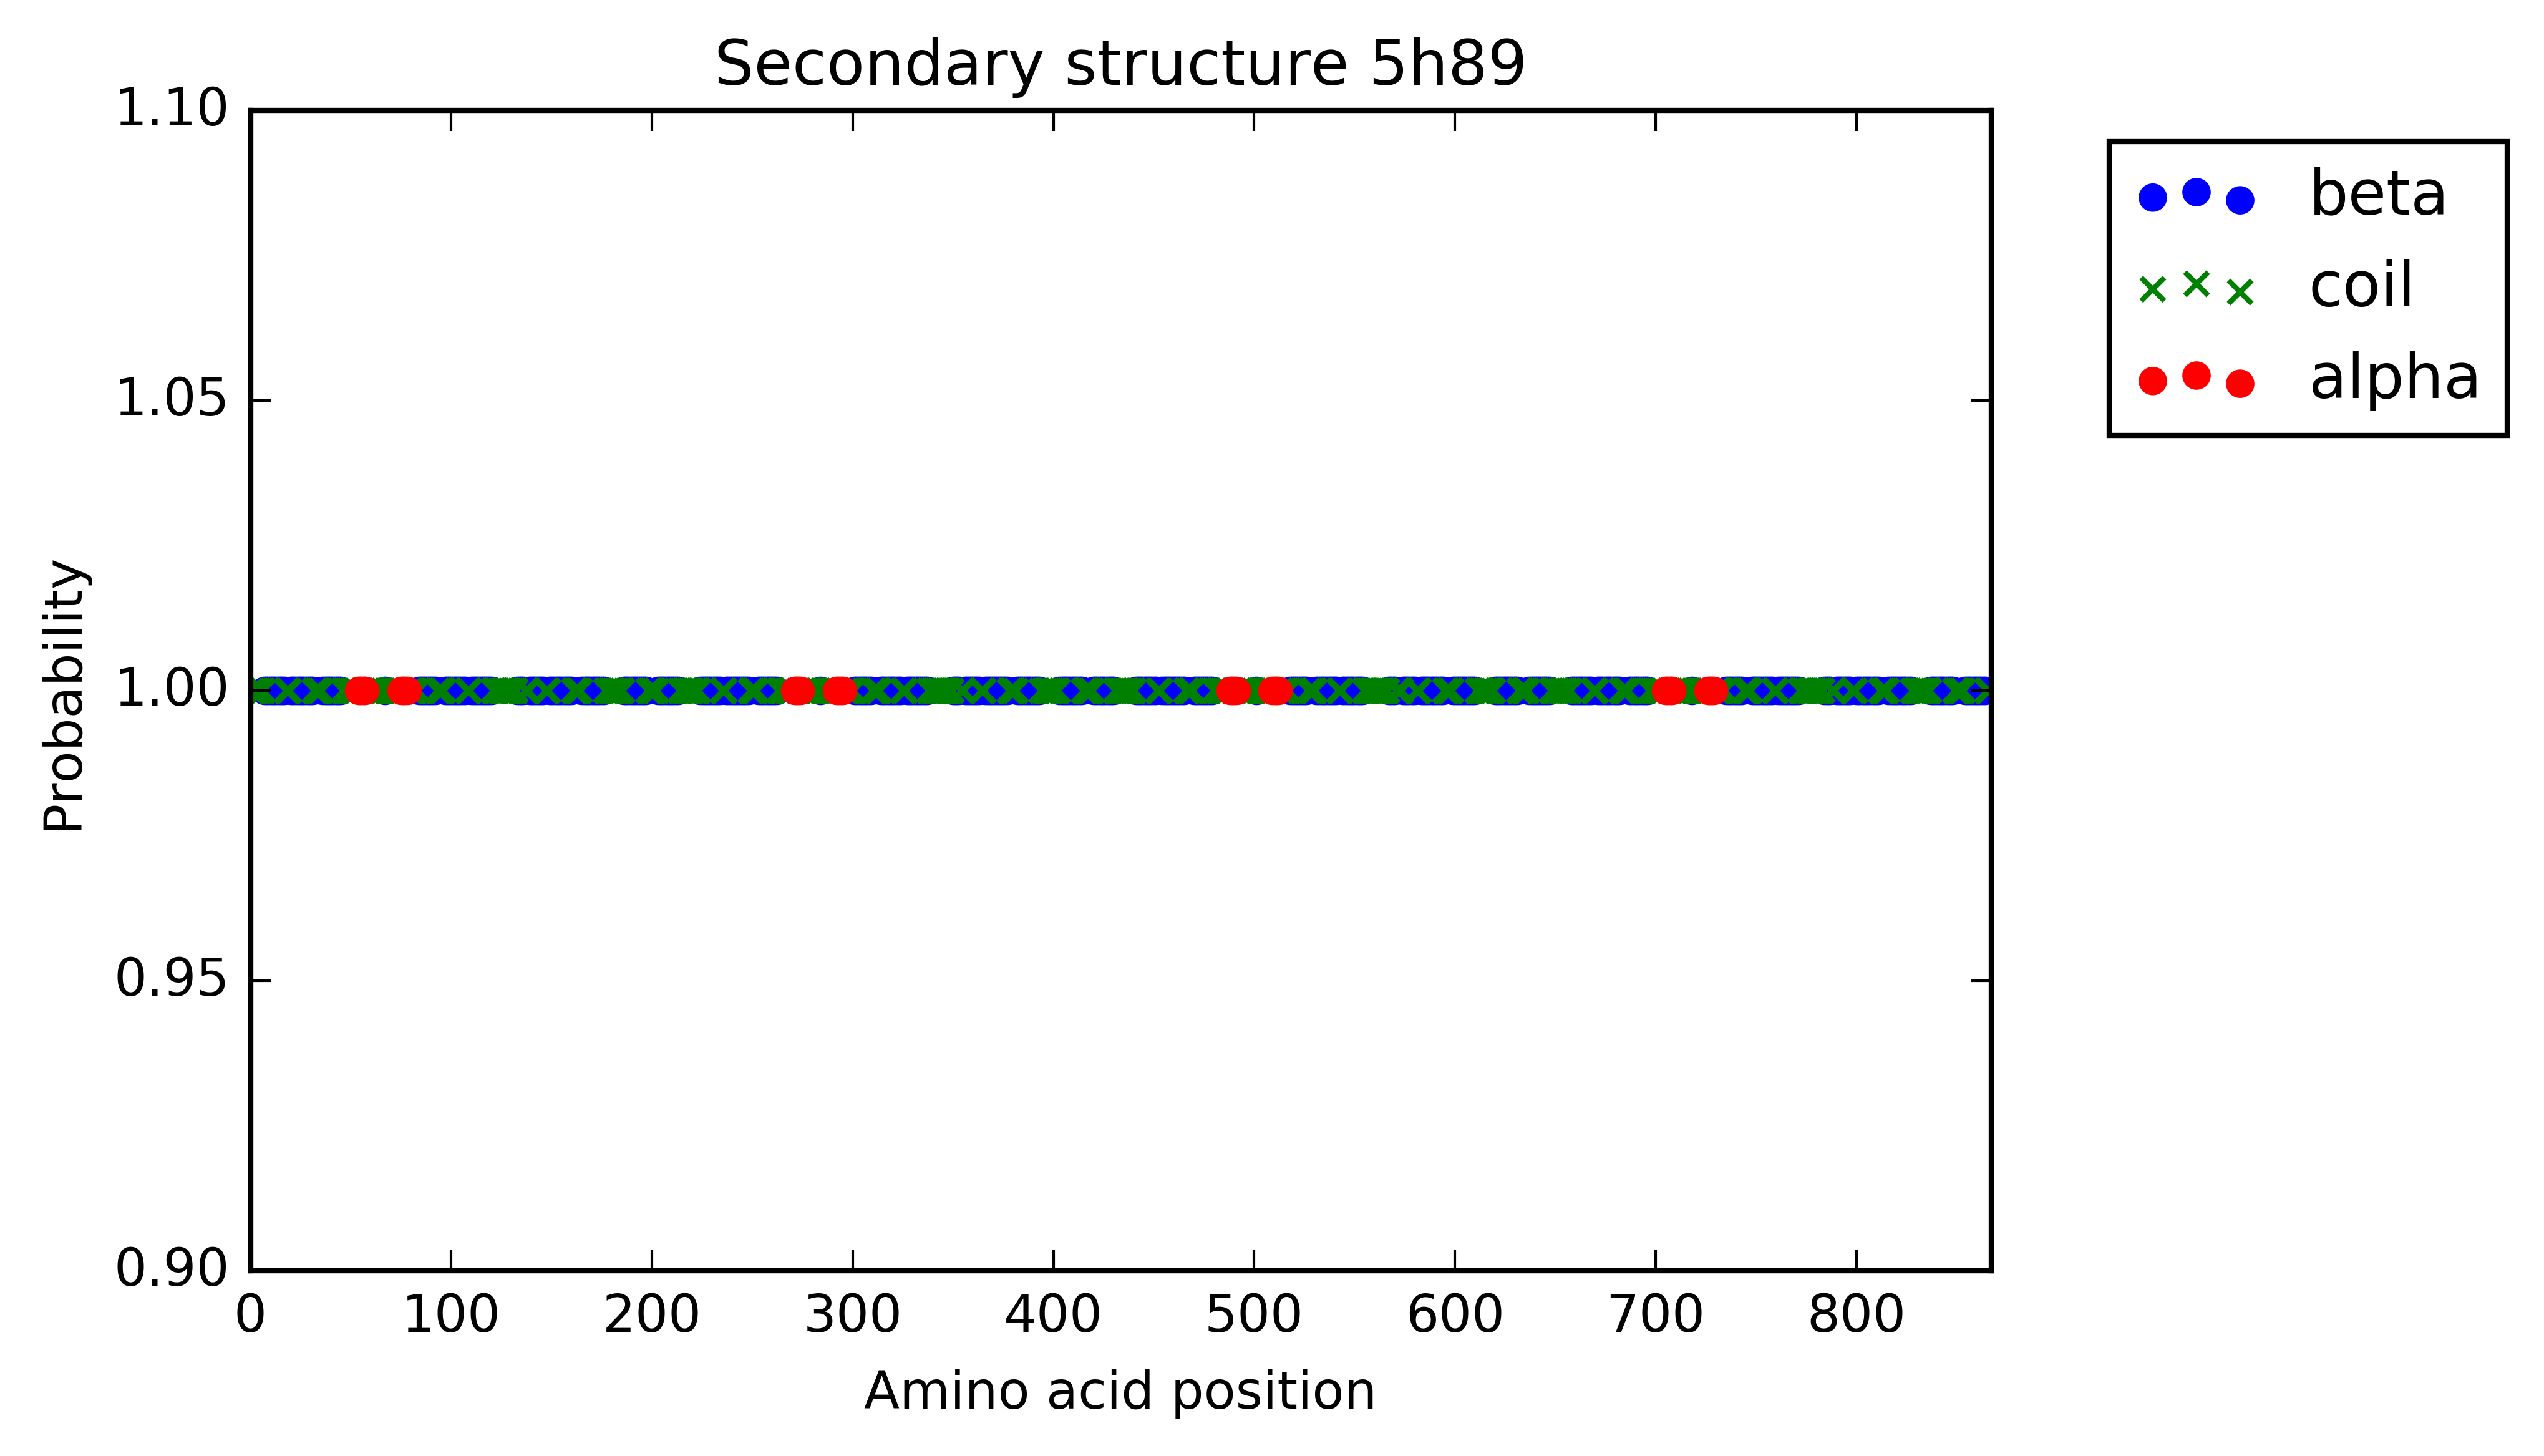 Secondary structure 5h89
1.10
1.05
1.00
0.95
0.90
Probability
0 100 200 300 400 500 600 700 800
Amino acid position
beta
coil
alpha